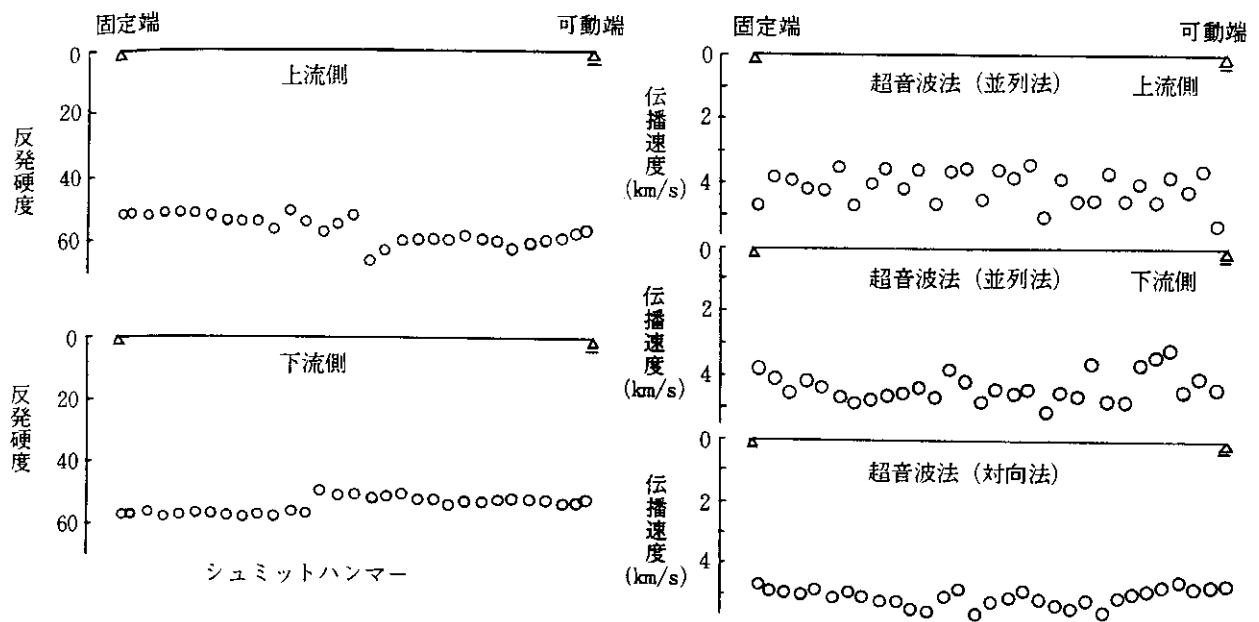 固定端
可動端
0
20
40
60
反発硬度
上流側
0
20
40
60
反発硬度
下流側
シュミットハンマー
固定端
可動端
0
2
4
伝播速度
(km/s)
超音波法(並列法)
上流側
0
2
4
伝播速度
(km/s)
超音波法(並列法)
下流側
0
2
4
伝播速度
(km/s)
超音波法(対向法)